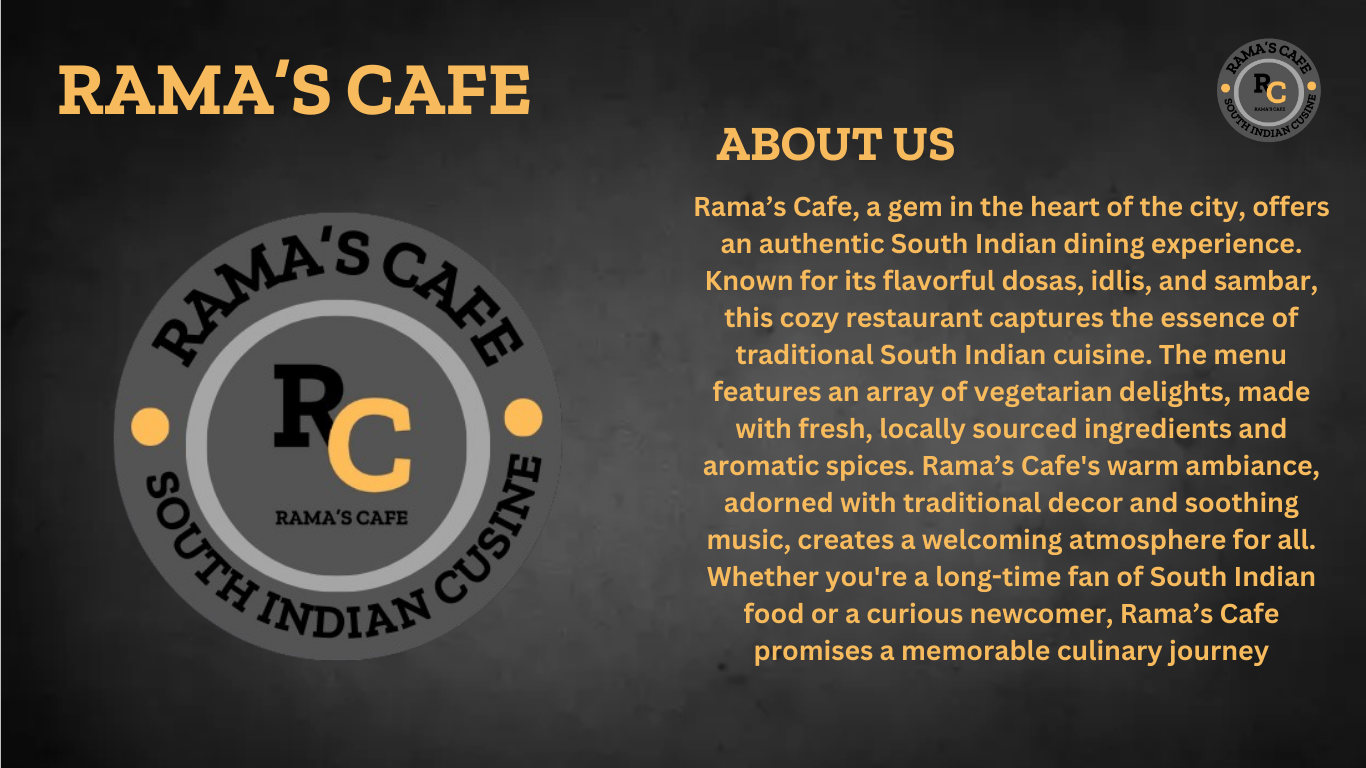 RAMA'S CAFE
RAMA'S CAFE
RC
RAMA'S CAFE
SOUTH INDIAN CUSINE
RAMA'S CAFE
RC
RAMA'S CAFE
SOUTH INDIAN CUSINE
ABOUT US
Rama’s Cafe, a gem in the heart of the city, offers
an authentic South Indian dining experience.
Known for its flavorful dosas, idlis, and sambar,
this cozy restaurant captures the essence of
traditional South Indian cuisine. The menu
features an array of vegetarian delights, made
with fresh, locally sourced ingredients and
aromatic spices. Rama’s Cafe's warm ambiance,
adorned with traditional decor and soothing
music, creates a welcoming atmosphere for all.
Whether you're a long-time fan of South Indian
food or a curious newcomer, Rama’s Cafe
promises a memorable culinary journey